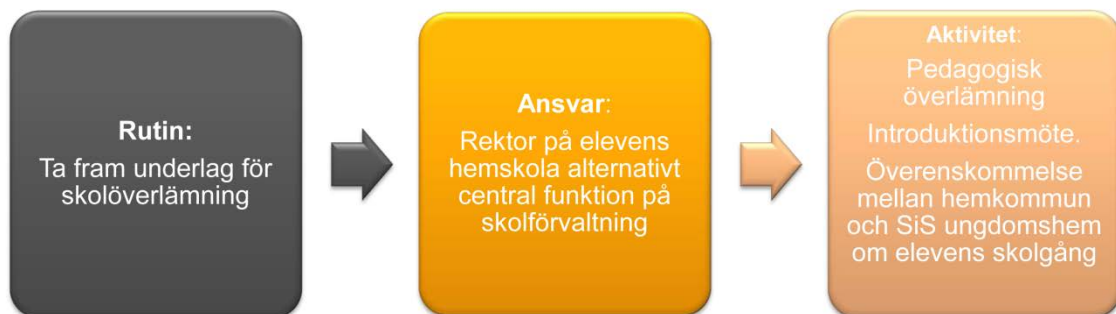 Rutin:
Ta fram underlag för
skolöverlämning
Ansvar:
Rektor på elevens
hemskola alternativt
central funktion på
skolförvaltning
Aktivitet:
Pedagogisk
överlämning
Introduktionsmöte.
Överenskommelse
mellan hemkommun
och SiS ungdomshem
om elevens skolgång